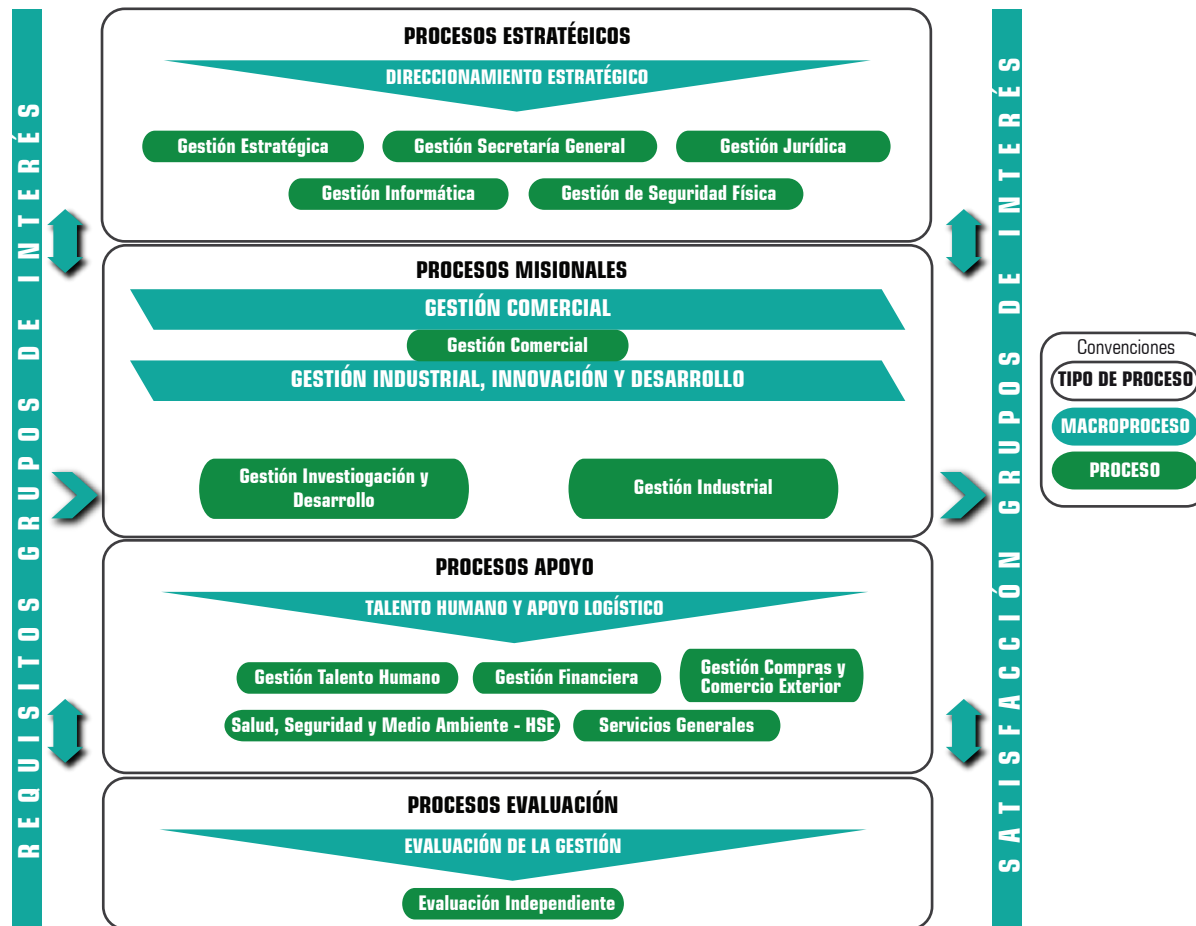 REQUISITOS GRUPOS DE INTERÉS
PROCESOS ESTRATÉGICOS
DIRECCIONAMIENTO ESTRATÉGICO
Gestión Estratégica
Gestión Secretaría General
Gestión Jurídica
Gestión Informática
Gestión de Seguridad Física
PROCESOS MISIONALES
GESTIÓN COMERCIAL
Gestión Comercial
GESTIÓN INDUSTRIAL, INNOVACIÓN Y DESARROLLO
Gestión Investiogación y
Desarrollo
Gestión Industrial
PROCESOS APOYO
TALENTO HUMANO Y APOYO LOGÍSTICO
Gestión Talento Humano
Gestión Financiera
Gestión Compras y
Comercio Exterior
Salud, Seguridad y Medio Ambiente - HSE
Servicios Generales
PROCESOS EVALUACIÓN
EVALUACIÓN DE LA GESTIÓN
Evaluación Independiente
SATISFACCIÓN GRUPOS DE INTERÉS
Convenciones
TIPO DE PROCESO
MACROPROCESO
PROCESO